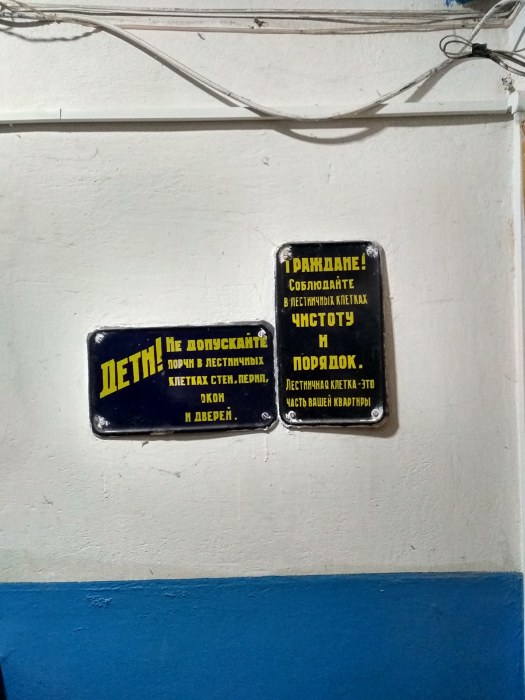 ДЕТИ!
НЕ ДОПУСКАЙТЕ
ПОРЧИ В ЛЕСТНИЧНЫХ
КЛЕТКАХ СТЕН, ПЕРИЛ,
ОКОН
И ДВЕРЕЙ.
ГРАЖДАНЕ!
СОБЛЮДАЙТЕ
В ЛЕСТНИЧНЫХ КЛЕТКАХ
ЧИСТОТУ
И
ПОРЯДОК.
ЛЕСТНИЧНАЯ КЛЕТКА-ЭТО
ЧАСТЬ ВАШЕЙ КВАРТИРЫ